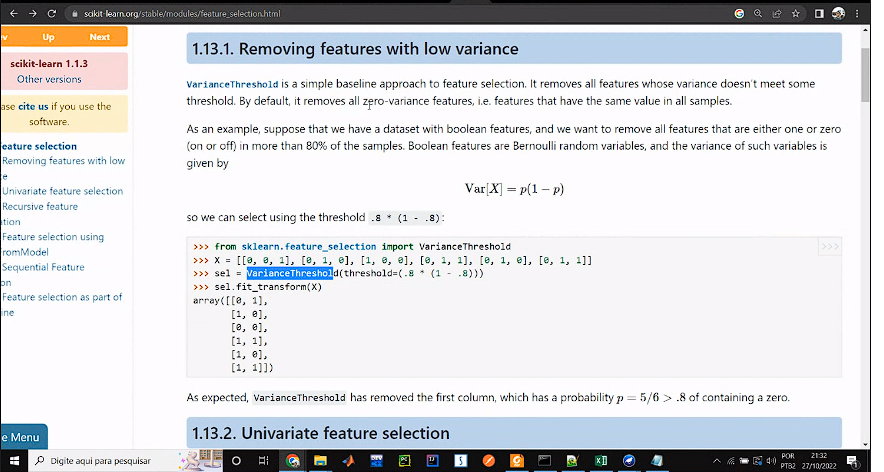 scikit-learn.org/stable/modules/feature_selection.html
Up Next
scikit-learn 1.1.3
Other versions
cite us if you use the
software.
1.13.1. Removing features with low variance
VarianceThreshold is a simple baseline approach to feature selection. It removes all features whose variance doesn't meet some
threshold. By default, it removes all zero-variance features, i.e. features that have the same value in all samples.
As an example, suppose that we have a dataset with boolean features, and we want to remove all features that are either one or zero
(on or off) in more than 80% of the samples. Boolean features are Bernoulli random variables, and the variance of such variables is
given by
Var[X] = p(1 − p)
so we can select using the threshold .8 * (1 - .8):
>>> from sklearn.feature_selection import VarianceThreshold
>>> X = [[0, 0, 1], [0, 1, 0], [1, 0, 0], [0, 1, 1], [0, 1, 0], [0, 1, 1]]
>>> sel = VarianceThreshold(threshold=(.8 * (1 - .8)))
>>> sel.fit_transform(X)
array([[0, 1],
[1, 0],
[0, 0],
[1, 1],
[1, 0],
[1, 1]])
>>>
As expected, VarianceThreshold has removed the first column, which has a probability p = 5/6 > .8 of containing a zero.
1.13.2. Univariate feature selection
eature selection
Removing features with low
ce
Univariate feature selection
Recursive feature
ation
Feature selection using
FromModel
Sequential Feature
on
Feature selection as part of
ine
e Menu
Digite aqui para pesquisar
POR
PTB2
21:32
27/10/2022